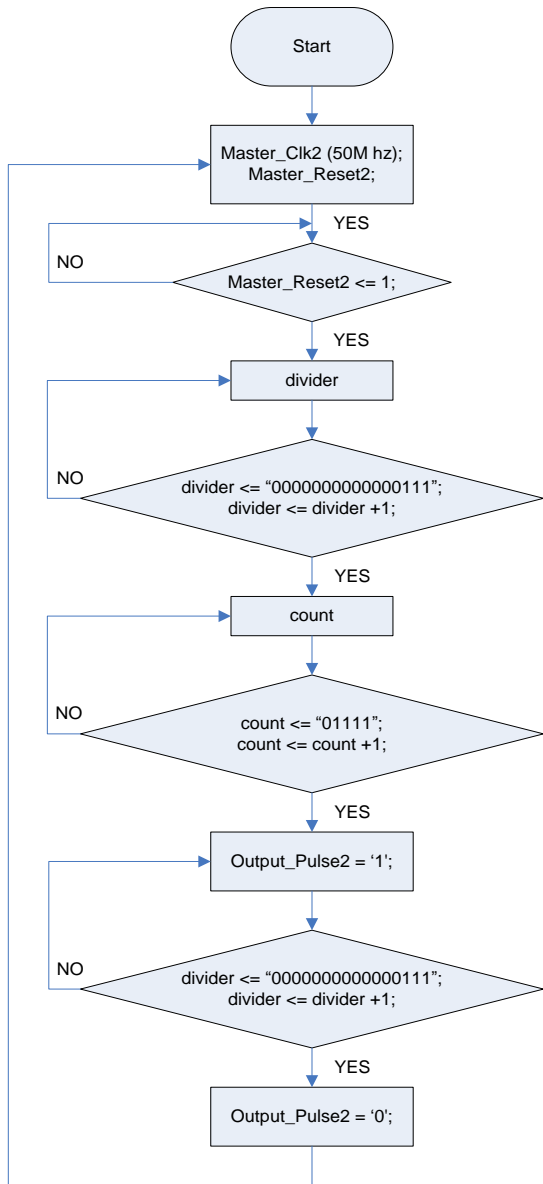 Start
Master_Clk2 (50M hz);
Master_Reset2;
YES
NO
Master_Reset2 <= 1;
YES
divider
NO
divider <= “0000000000000111”;
divider <= divider +1;
YES
count
NO
count <= “01111”;
count <= count +1;
YES
Output_Pulse2 = ‘1’;
NO
divider <= “0000000000000111”;
divider <= divider +1;
YES
Output_Pulse2 = ‘0’;